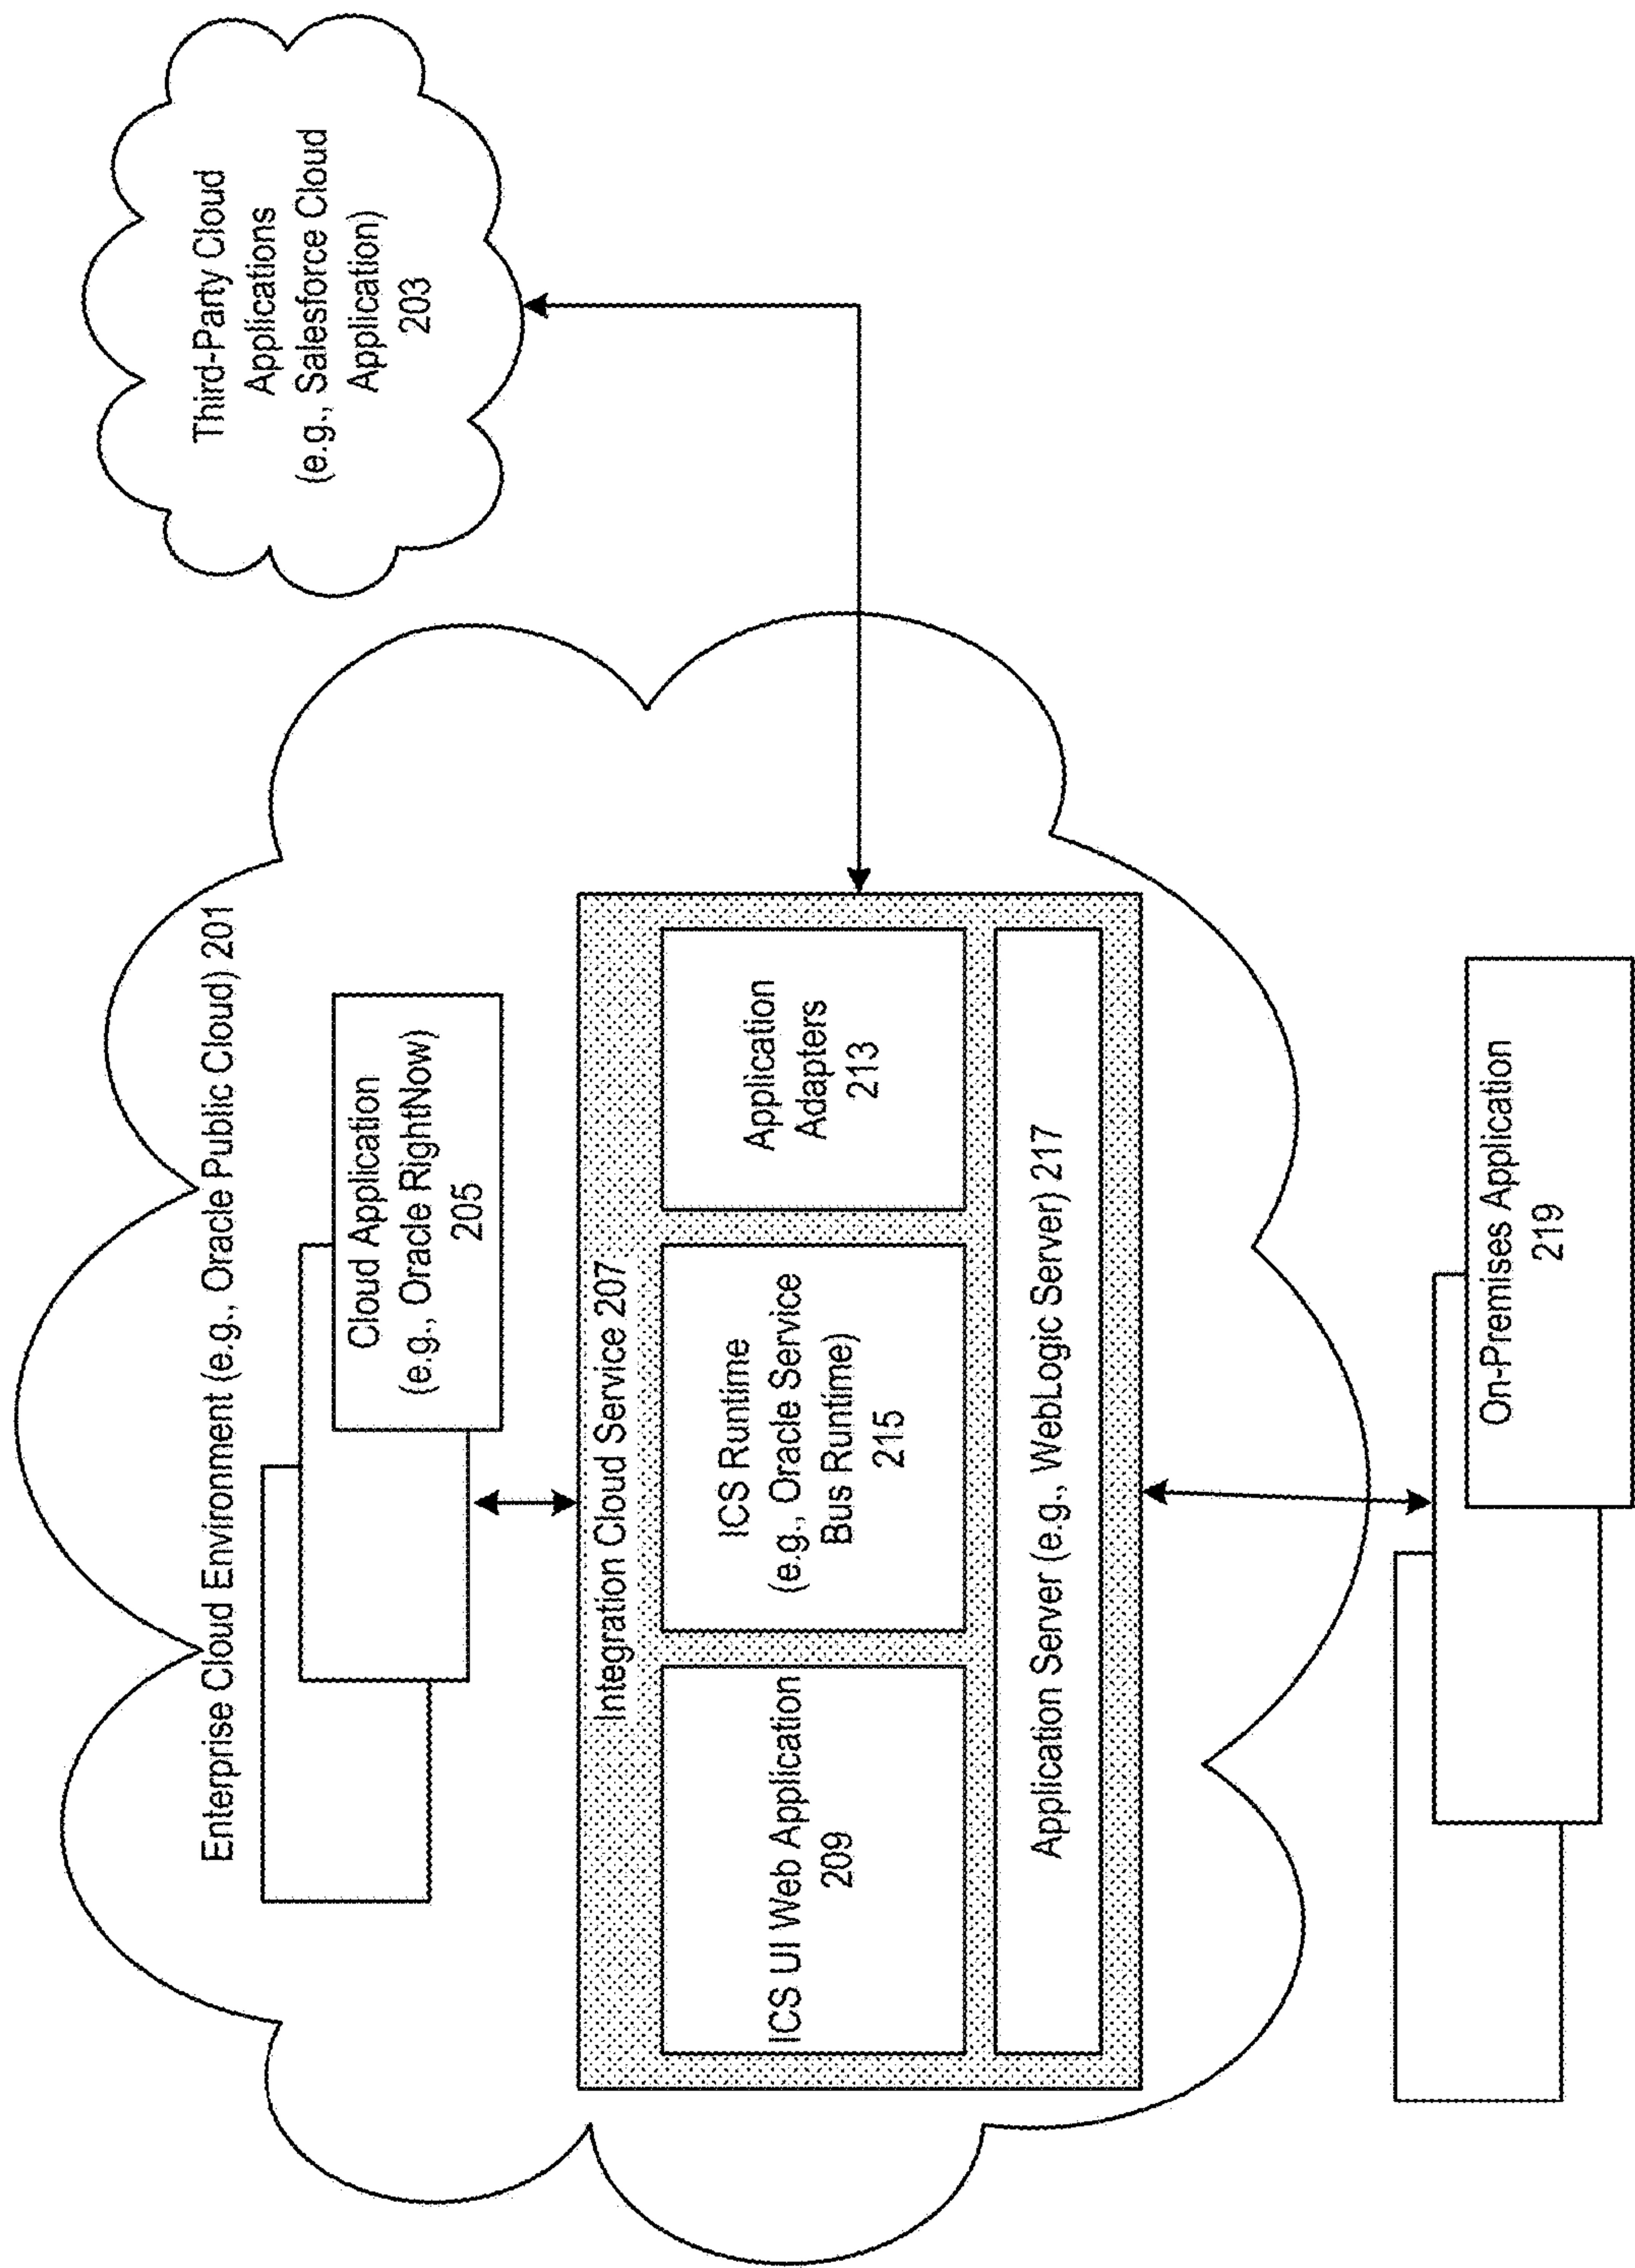 Enterprise Cloud Environment (e.g., Oracle Public Cloud) 201
Third-Party Cloud
Applications
(e.g., Salesforce Cloud
Application)
203
Cloud Application
(e.g., Oracle RightNow)
205
Integration Cloud Service 207
ICS UI Web Application
209
ICS Runtime
(e.g., Oracle Service
Bus Runtime)
215
Application
Adapters
213
Application Server (e.g., WebLogic Server) 217
On-Premises Application
219